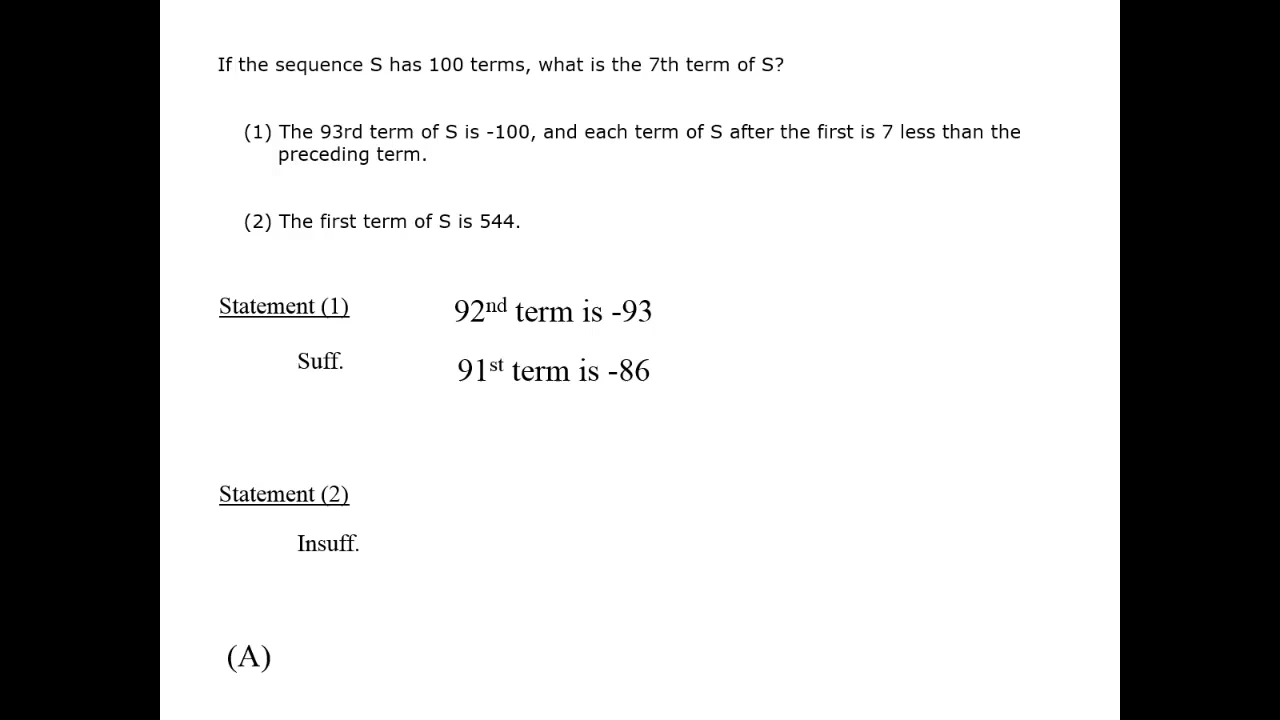 If the sequence S has 100 terms, what is the 7th term of S?
(1) The 93rd term of S is -100, and each term of S after the first is 7 less than the
preceding term.
(2) The first term of S is 544.
Statement (1)
92nd term is -93
Suff.
91st term is -86
Statement (2)
Insuff.
(A)